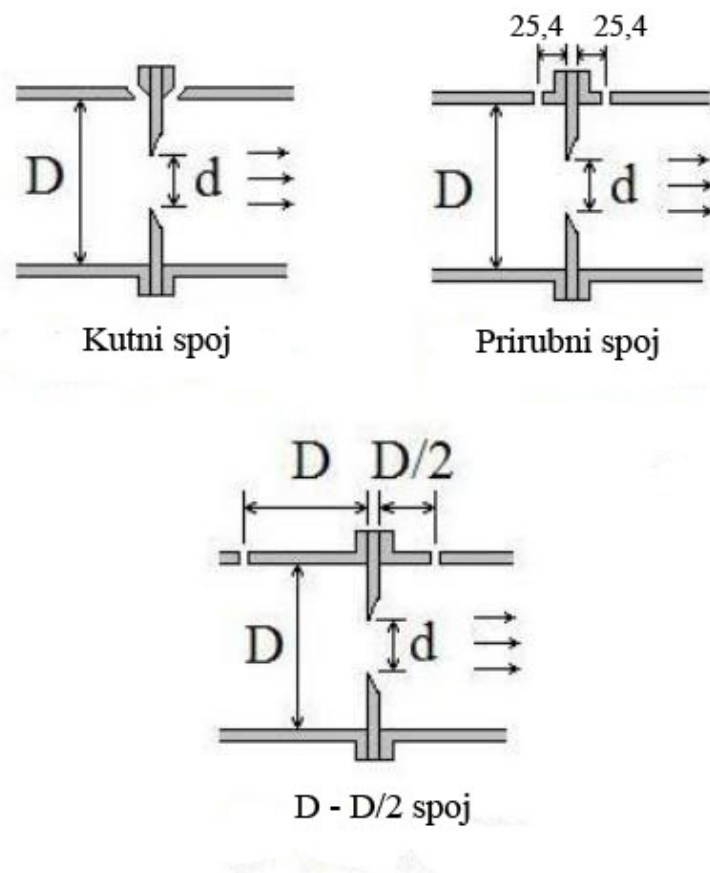 25,4 25,4
D d
Kutni spoj
D d
Prirubni spoj
D D/2
D d
D - D/2 spoj